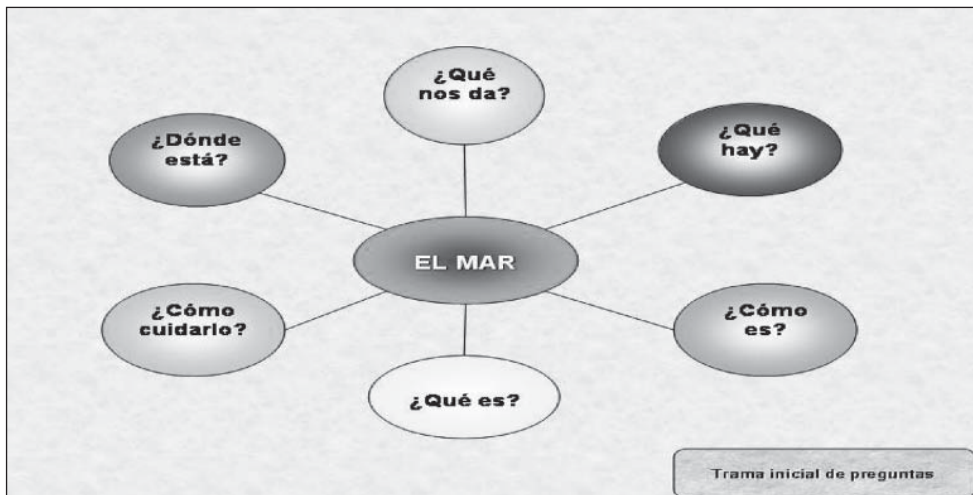 ¿Qué
nos da?
¿Dónde
está?
¿Qué
hay?
EL MAR
¿Cómo
cuidarlo?
¿Cómo
es?
¿Qué es?
Trama inicial de preguntas